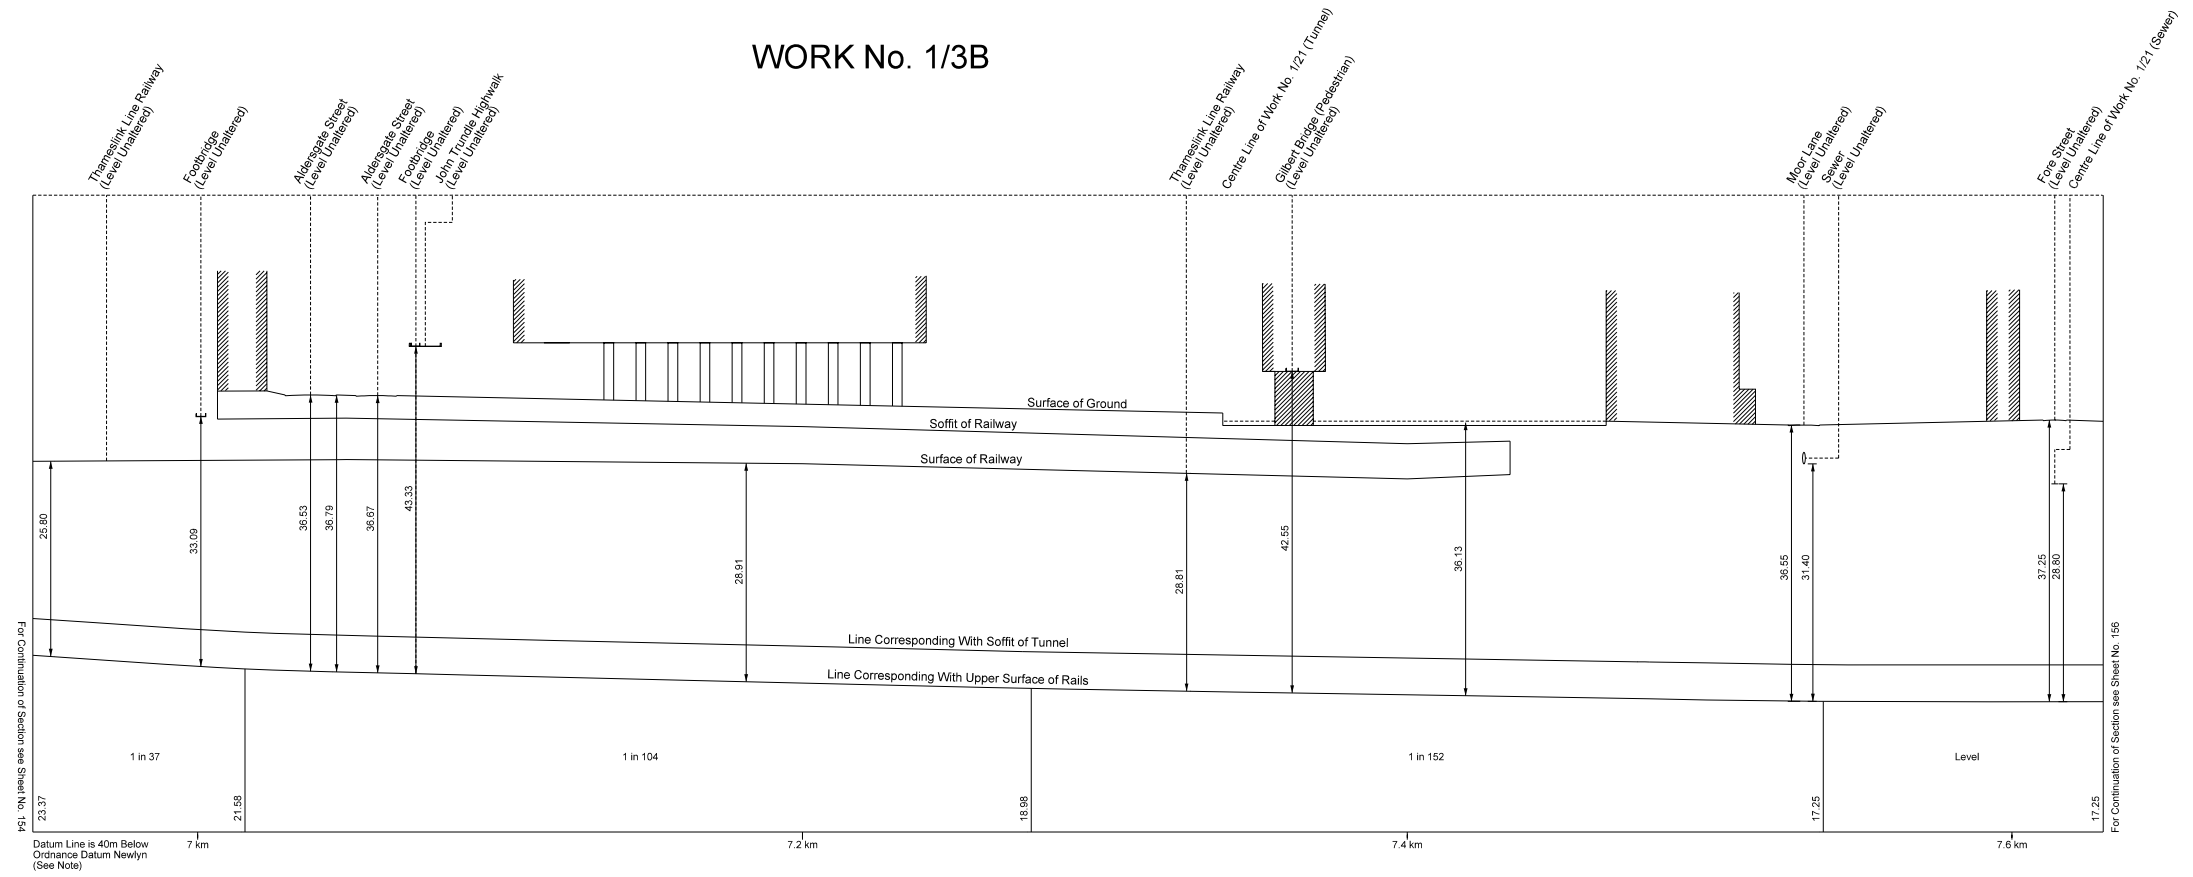 WORK No. 1/3B
Thameslink Line Railway
(Level Unaltered)
Footbridge
(Level Unaltered)
Aldersgate Street
(Level Unaltered)
Aldersgate Street
(Level Unaltered)
Footbridge
(Level Unaltered)
John Trundle Highwalk
(Level Unaltered)
Thameslink Line Railway
(Level Unaltered)
Centre Line of Work No. 1/21 (Tunnel)
Gilbert Bridge (Pedestrian)
(Level Unaltered)
Moor Lane
(Level Unaltered)
Sewer
(Level Unaltered)
Fore Street
(Level Unaltered)
Centre Line of Work No. 1/21 (Sewer)
Surface of Ground
Soffit of Railway
Surface of Railway
25.80
33.09
36.53
36.79
36.67
43.33
28.91
28.81
42.55
36.13
36.55
31.40
37.25
28.80
Line Corresponding With Soffit of Tunnel
Line Corresponding With Upper Surface of Rails
For Continuation of Section see Sheet No. 154
For Continuation of Section see Sheet No. 156
1 in 37
1 in 104
1 in 152
Level
23.37
21.58
18.98
17.25
17.25
Datum Line is 40m Below
Ordnance Datum Newlyn
(See Note)
7 km
7.2 km
7.4 km
7.6 km